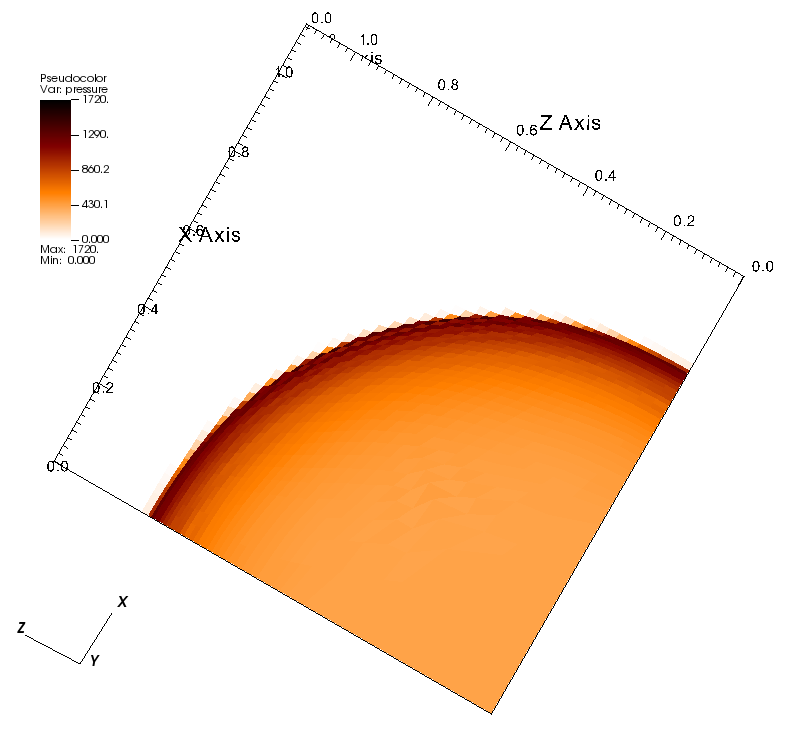 Pseudocolor
Var: pressure
1720.
1290.
860.2
430.1
0.000
Max: 1720.
Min: 0.000
0.0
1.0
0.8
0.6
Z Axis
0.4
0.2
0.0
1.0
0.8
0.6
X Axis
0.4
0.2
0.0
X
Z
Y